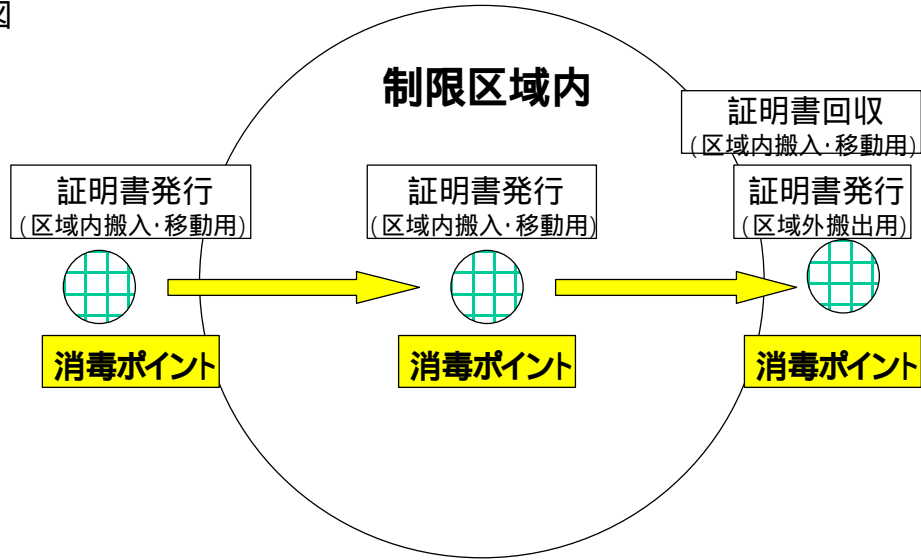 図
制限区域内
証明書回収
(区域内搬入・移動用)
証明書発行
(区域内搬入・移動用)
証明書発行
(区域内搬入・移動用)
証明書発行
(区域外搬出用)
消毒ポイント
消毒ポイント
消毒ポイント